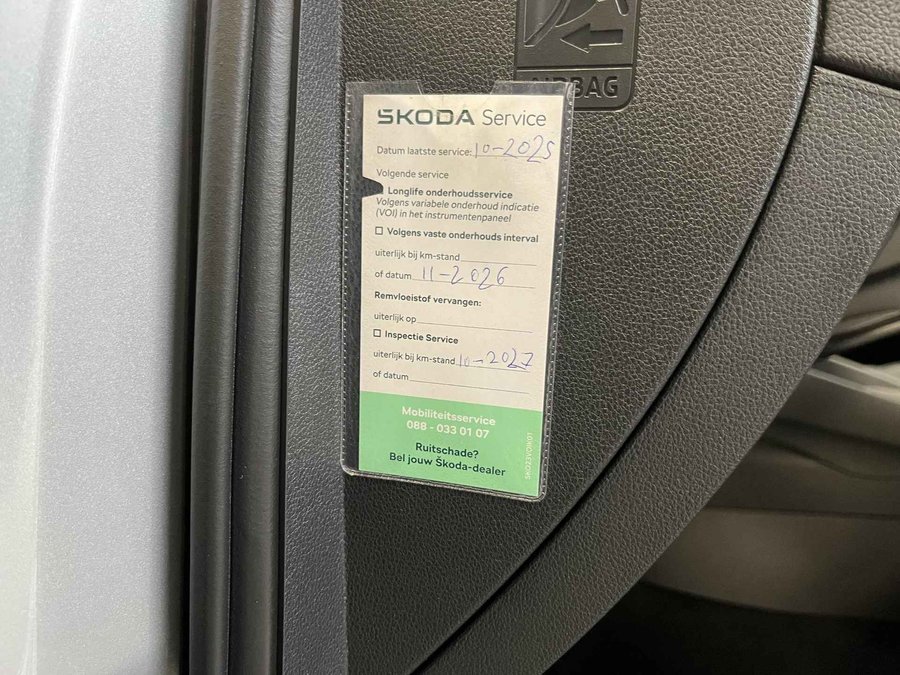 AIRBAG
ŠKODA Service
Datum laatste service: 10-2025
Volgende service
Longlife onderhoudsservice
Volgens variabele onderhoud indicatie
(VOI) in het instrumentenpaneel
☐ Volgens vaste onderhouds interval
uiterlijk bij km-stand
of datum 11-2026
Remvloeistof vervangen:
uiterlijk op
☐ Inspectie Service
uiterlijk bij km-stand 10-2027
of datum
Mobiliteitsservice
088 - 033 01 07
Ruitschade?
Bel jouw Škoda-dealer